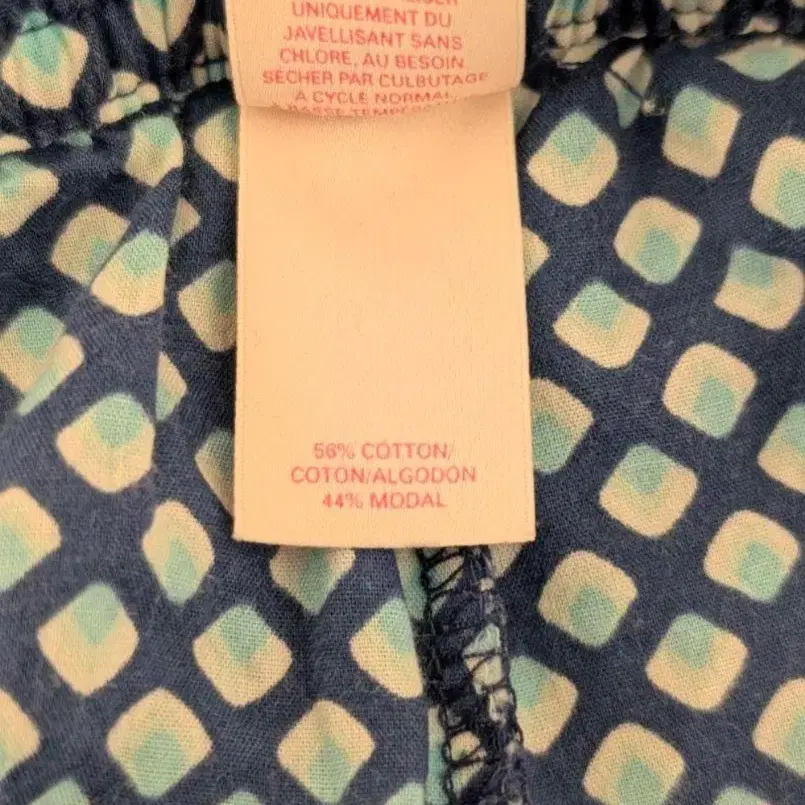 UNIQUEMENT DU
JAVELLISANT SANS
CHLORE, AU BESOIN
SÉCHER PAR CULBUTAGE
A CYCLE NORMAL
56% COTTON/
COTON/ALGODON
44% MODAL